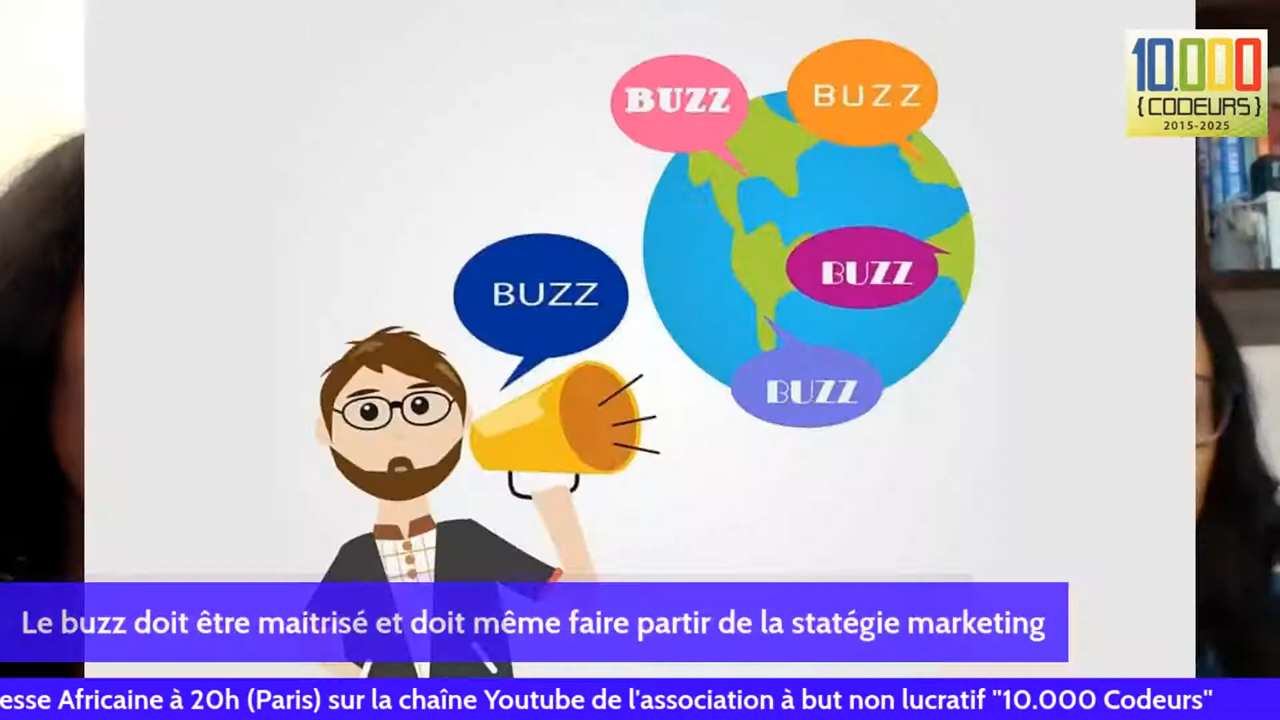 BUZZ
BUZZ
10.000
{CODEURS}
2015-2025
BUZZ
BUZZ
BUZZ
Le buzz doit être maitrisé et doit même faire partir de la statégie marketing
esse Africaine à 20h (Paris) sur la chaîne Youtube de l'association à but non lucratif "10.000 Codeurs"